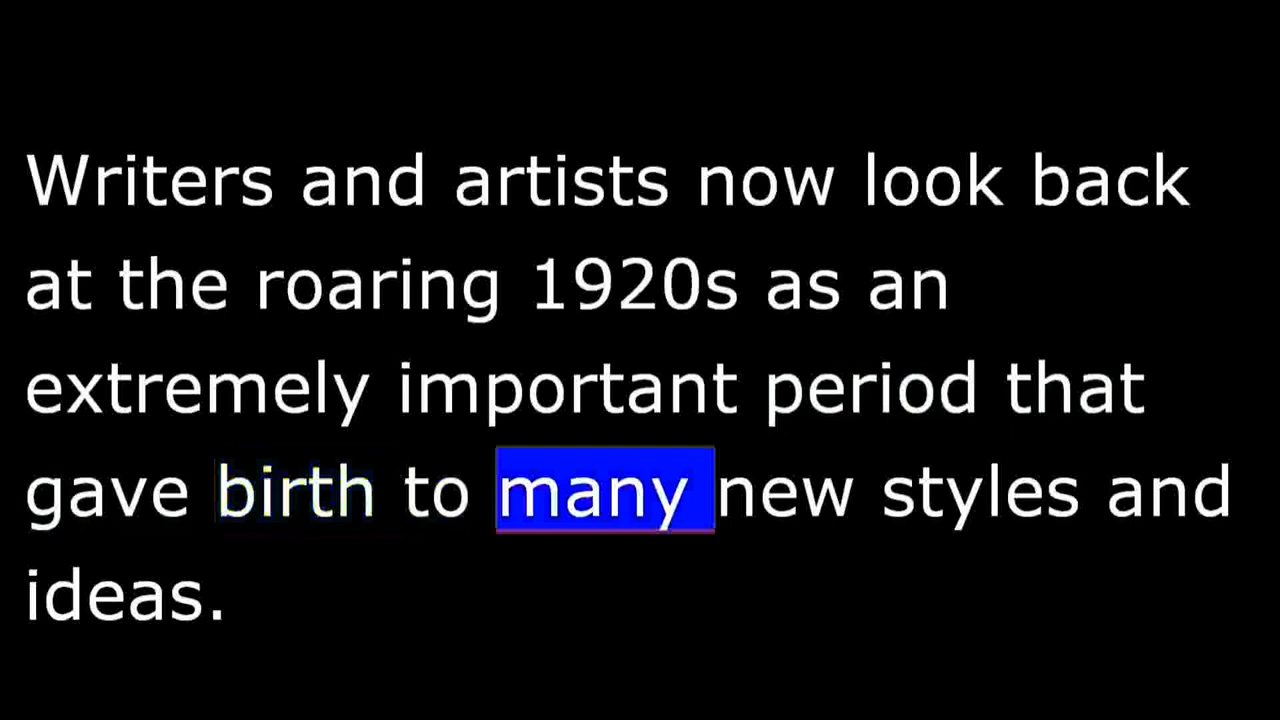 Writers and artists now look back
at the roaring 1920s as an
extremely important period that
gave birth to many new styles and
ideas.